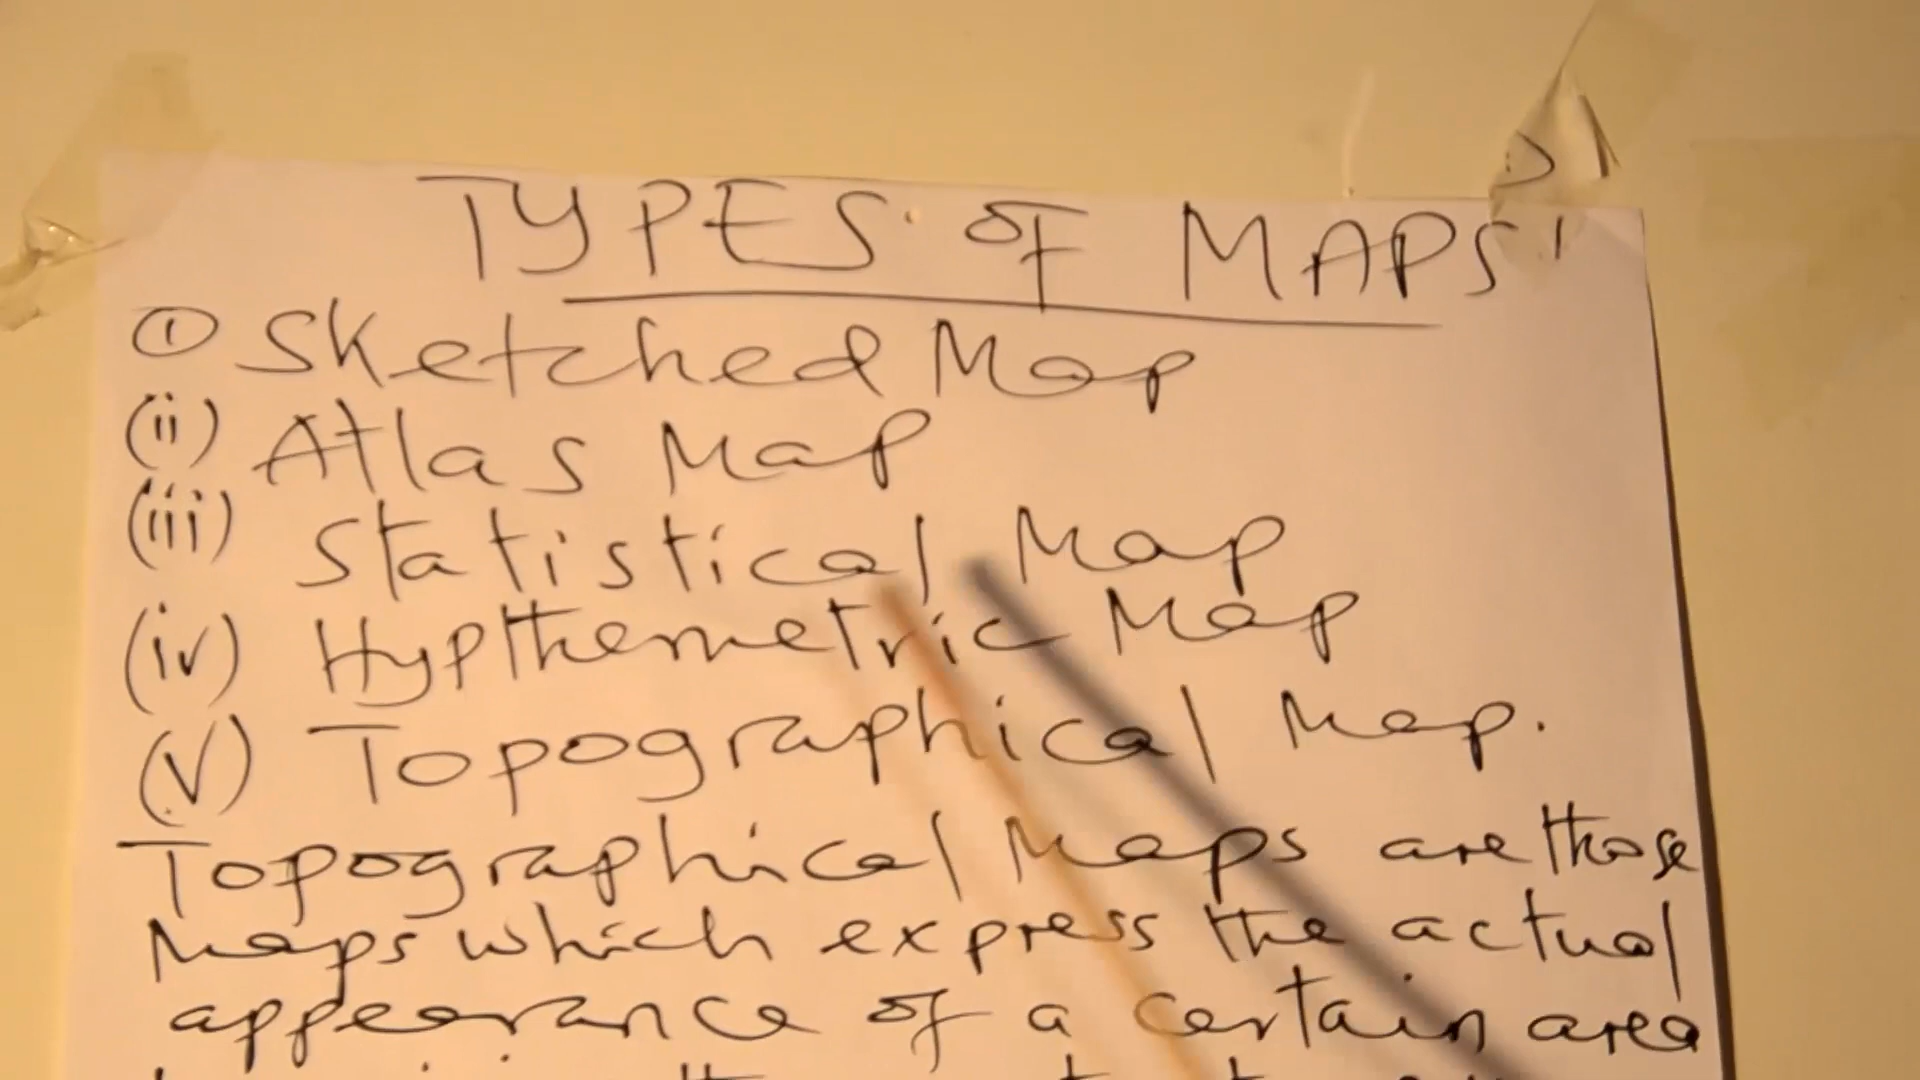 TYPES OF MAPS
(i) Sketched Map
(ii) Atlas Map
(iii) Statistical Map
(iv) Hypthemetric Map
(v) Topographical Map.
Topographical Maps are those
Maps which express the actual
appearance of a certain area